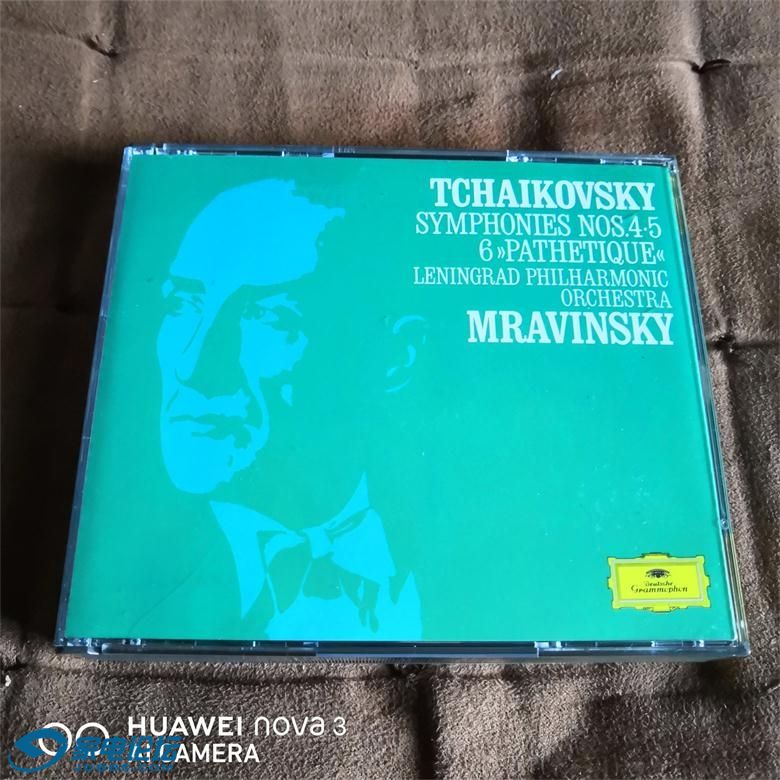 TCHAIKOVSKY
SYMPHONIES NOS.4·5
6»PATHETIQUE«
LENINGRAD PHILHARMONIC
ORCHESTRA
MRAVINSKY
Deutsche
Grammophon
HUAWEI nova 3
AI CAMERA